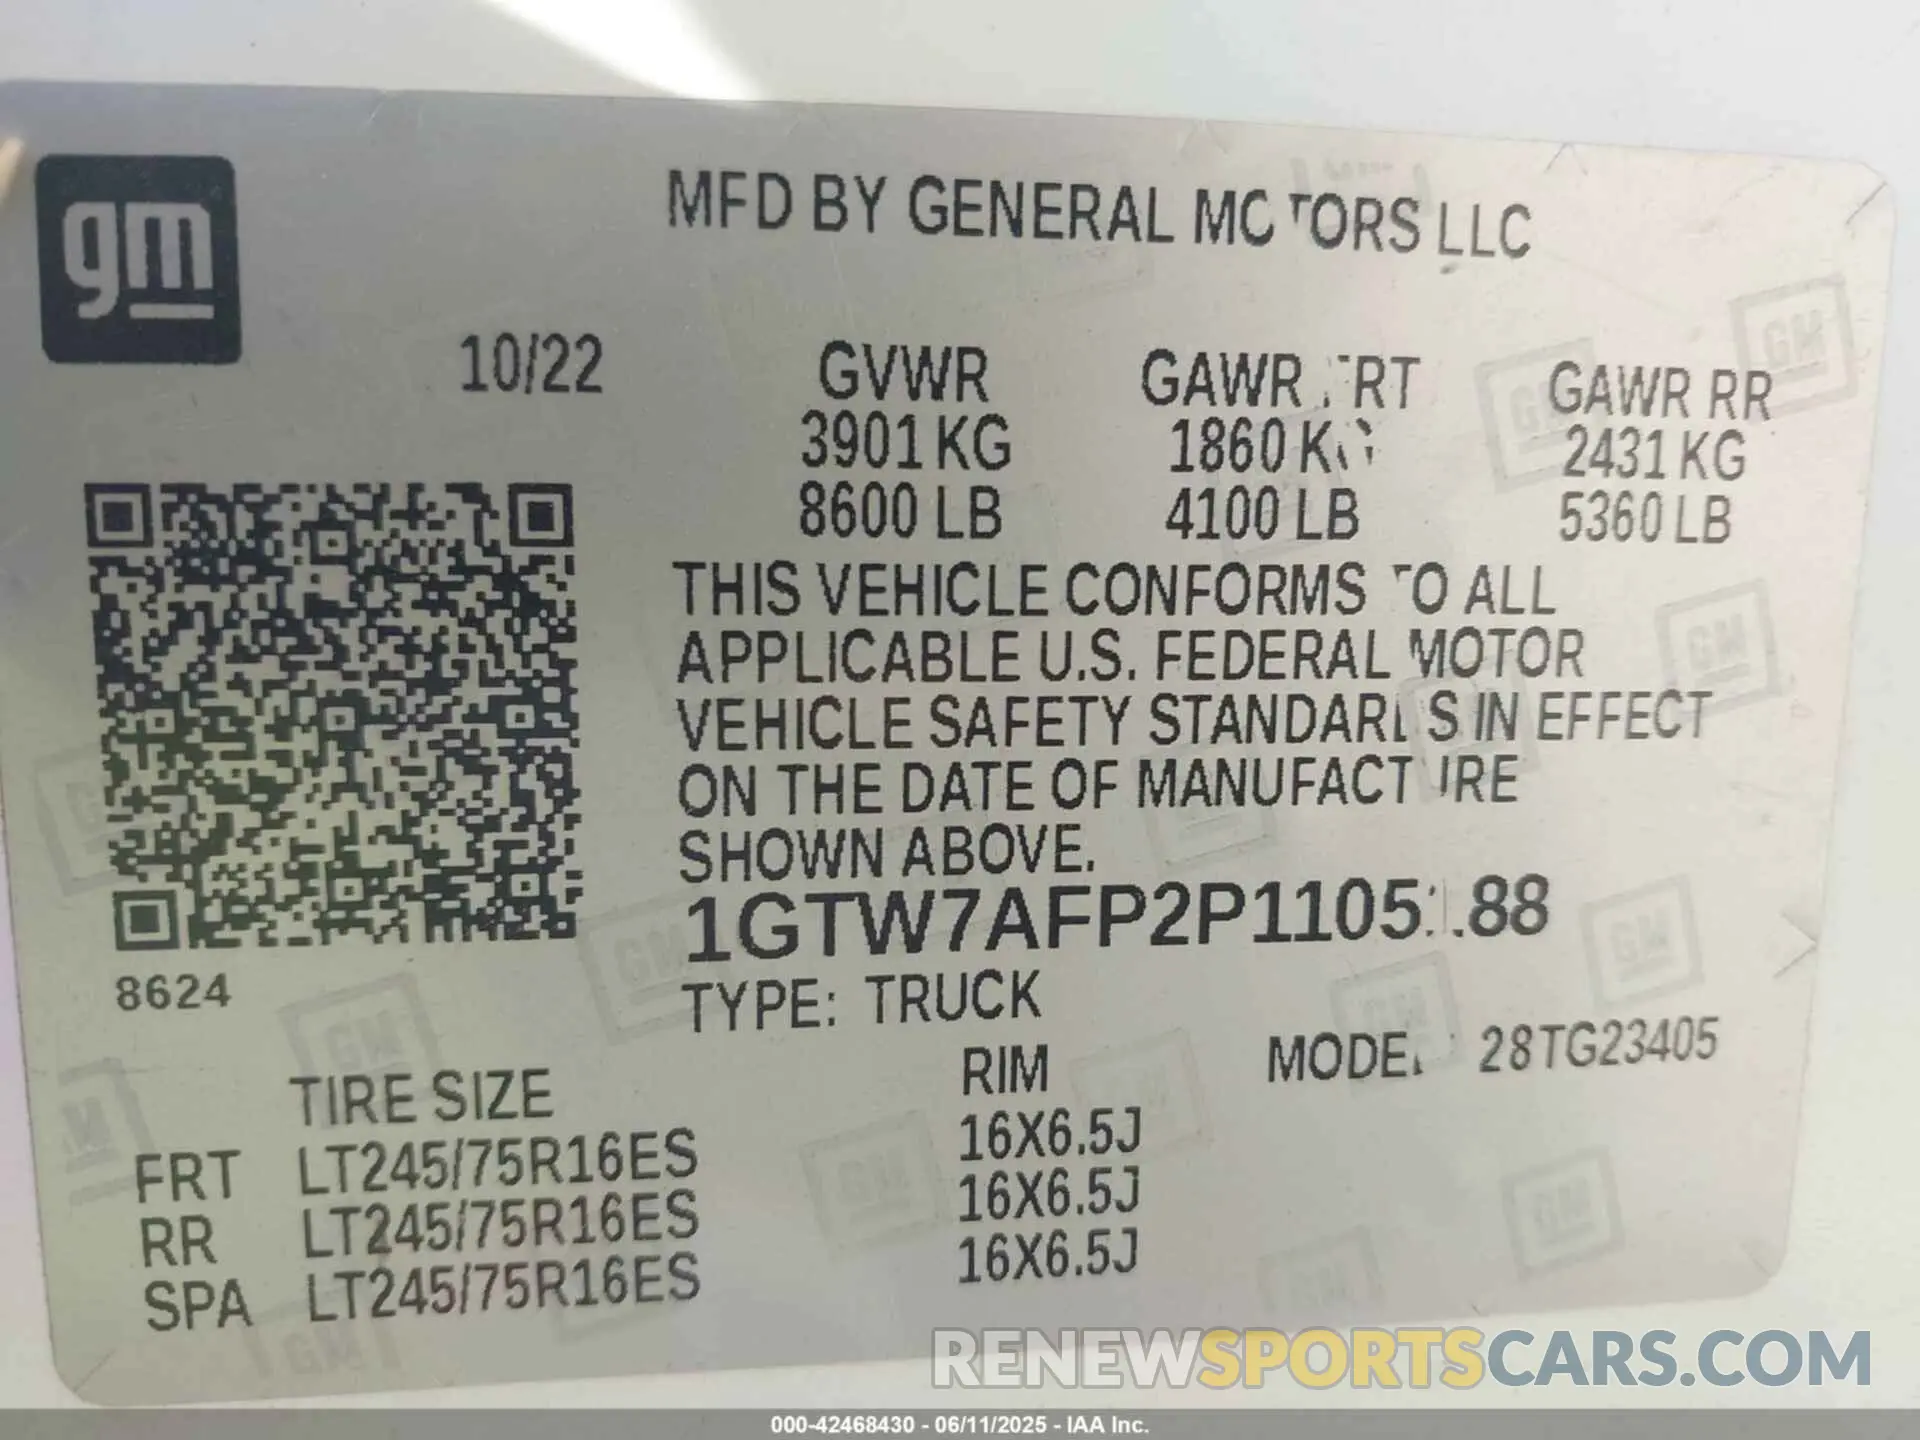 gm
MFD BY GENERAL MOTORS LLC
10/22
GVWR GAWR FRT GAWR RR
3901 KG 1860 KG 2431 KG
8600 LB 4100 LB 5360 LB
THIS VEHICLE CONFORMS TO ALL
APPLICABLE U.S. FEDERAL MOTOR
VEHICLE SAFETY STANDARDS IN EFFECT
ON THE DATE OF MANUFACTURE
SHOWN ABOVE.
1GTW7AFP2P1105188
8624
TYPE: TRUCK
MODEL 28TG23405
TIRE SIZE RIM
FRT LT245/75R16ES 16X6.5J
RR LT245/75R16ES 16X6.5J
SPA LT245/75R16ES 16X6.5J
RENEWSPORTSCARS.COM
000-42468430 - 06/11/2025 - IAA Inc.